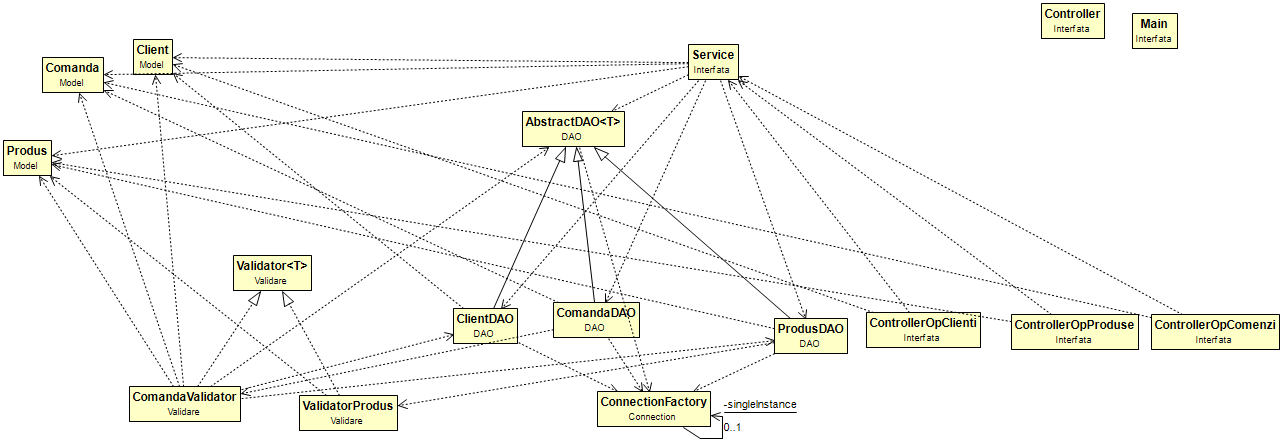 Controller
Interfata
Main
Interfata
Client
Model
Service
Interfata
Comanda
Model
AbstractDAO<T>
DAO
Produs
Model
Validator<T>
Validare
ClientDAO
DAO
ComandaDAO
DAO
ProdusDAO
DAO
ControllerOpClienti
Interfata
ControllerOpProduse
Interfata
ControllerOpComenzi
Interfata
ComandaValidator
Validare
ValidatorProdus
Validare
ConnectionFactory
Connection
-singleInstance
0..1